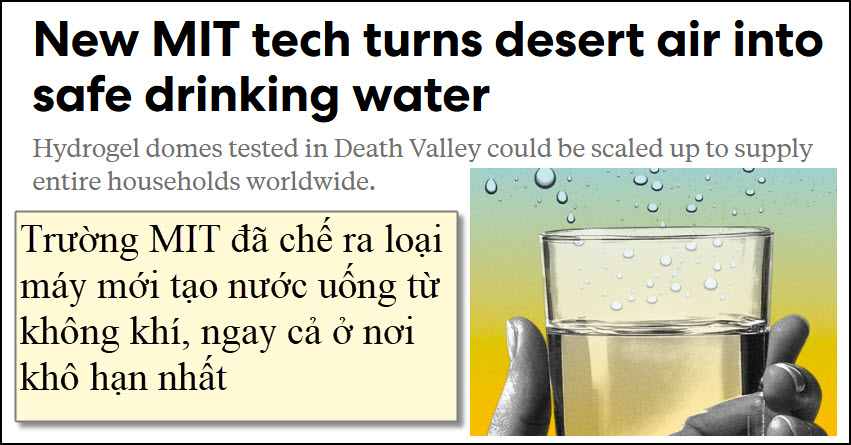 New MIT tech turns desert air into
safe drinking water
Hydrogel domes tested in Death Valley could be scaled up to supply
entire households worldwide.
Trường MIT đã chế ra loại
máy mới tạo nước uống từ
không khí, ngay cả ở nơi
khô hạn nhất